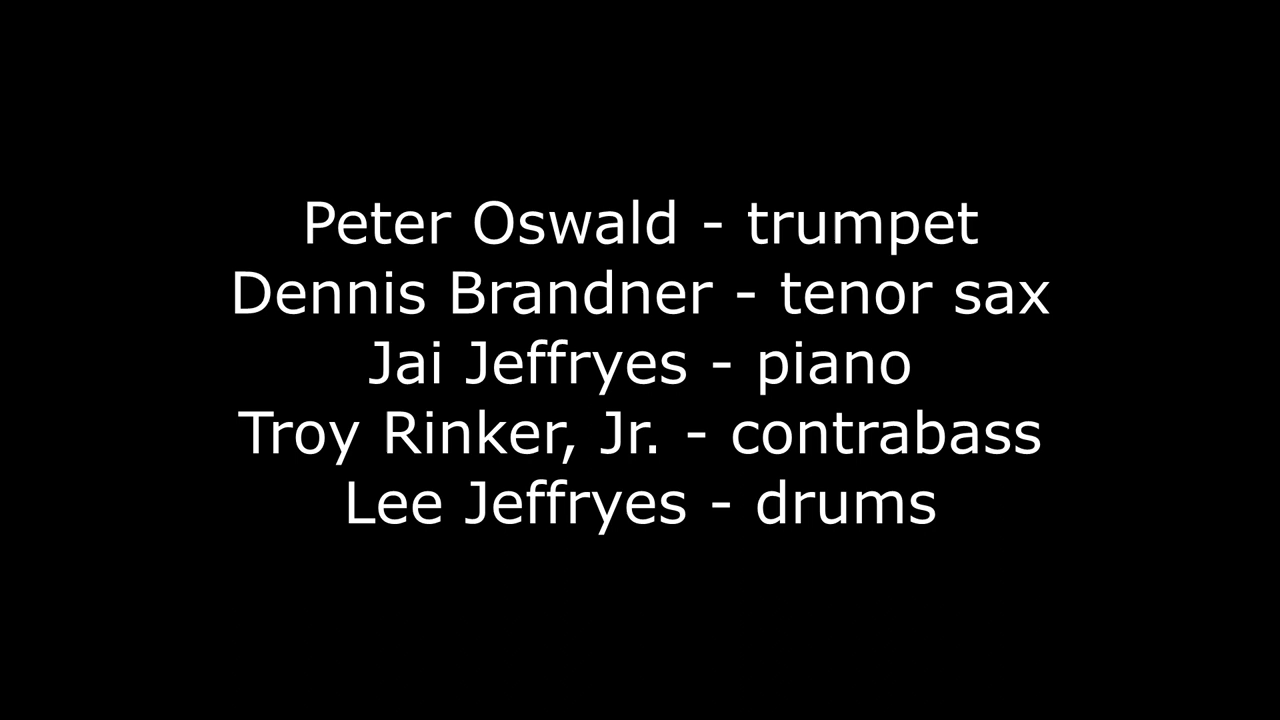 Peter Oswald - trumpet
Dennis Brandner - tenor sax
Jai Jeffryes - piano
Troy Rinker, Jr. - contrabass
Lee Jeffryes - drums